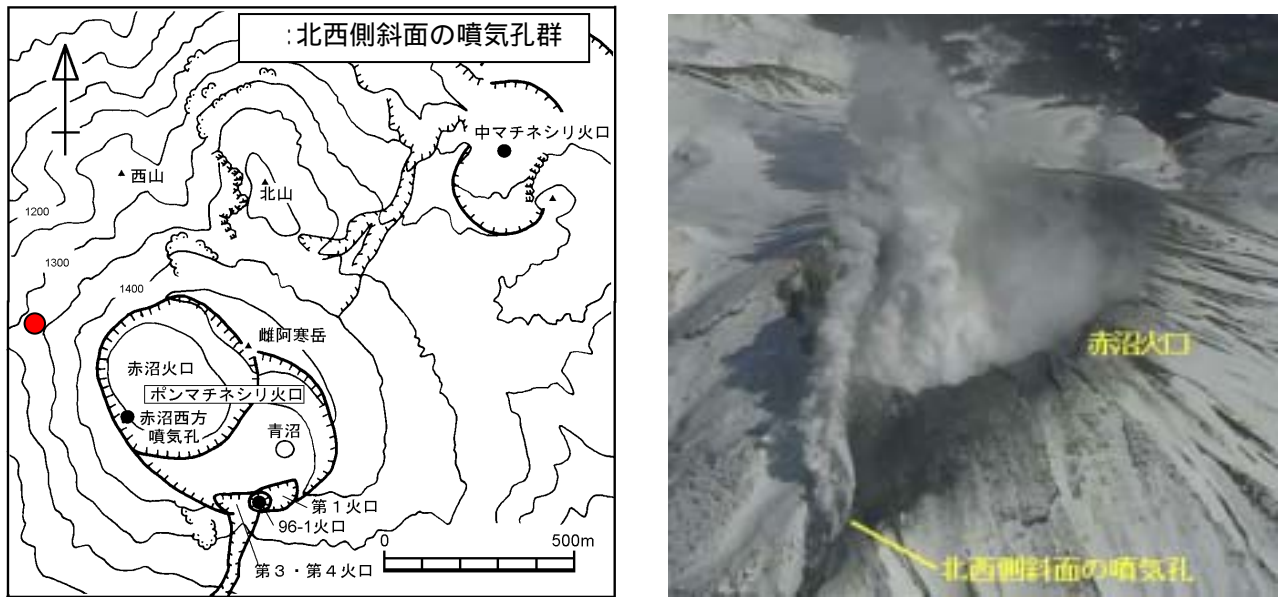 :北西側斜面の噴気孔群
中マチネシリ火口
西山
北山
1200
1300
1400
雌阿寒岳
赤沼火口
ポンマチネシリ火口
赤沼西方
噴気孔
青沼
第1火口
96-1火口
第3・第4火口
0
500m
赤沼火口
北西側斜面の噴気孔